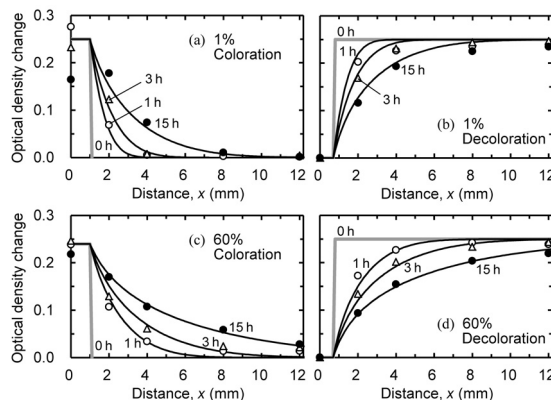 0.3
0.2
0.1
0.0
Optical density change
(a) 1%
Coloration
3 h
1 h
15 h
0 h
0 2 4 6 8 10 12
Distance, x (mm)
0 h
1 h
15 h
3 h
(b) 1%
Decoloration
0 2 4 6 8 10 12
Distance, x (mm)
0.3
0.2
0.1
0.0
Optical density change
(c) 60%
Coloration
15 h
3 h
1 h
0 h
0 2 4 6 8 10 12
Distance, x (mm)
0 h
1 h
3 h
15 h
(d) 60%
Decoloration
0 2 4 6 8 10 12
Distance, x (mm)